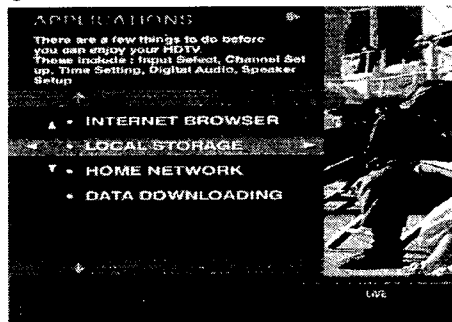 APPLICATIONS
There are a few things to do before
you can enjoy your HDTV.
These include : Input Select, Channel Set
up, Time Setting, Digital Audio, Speaker
Setup
INTERNET BROWSER
LOCAL STORAGE
HOME NETWORK
DATA DOWNLOADING
LIVE